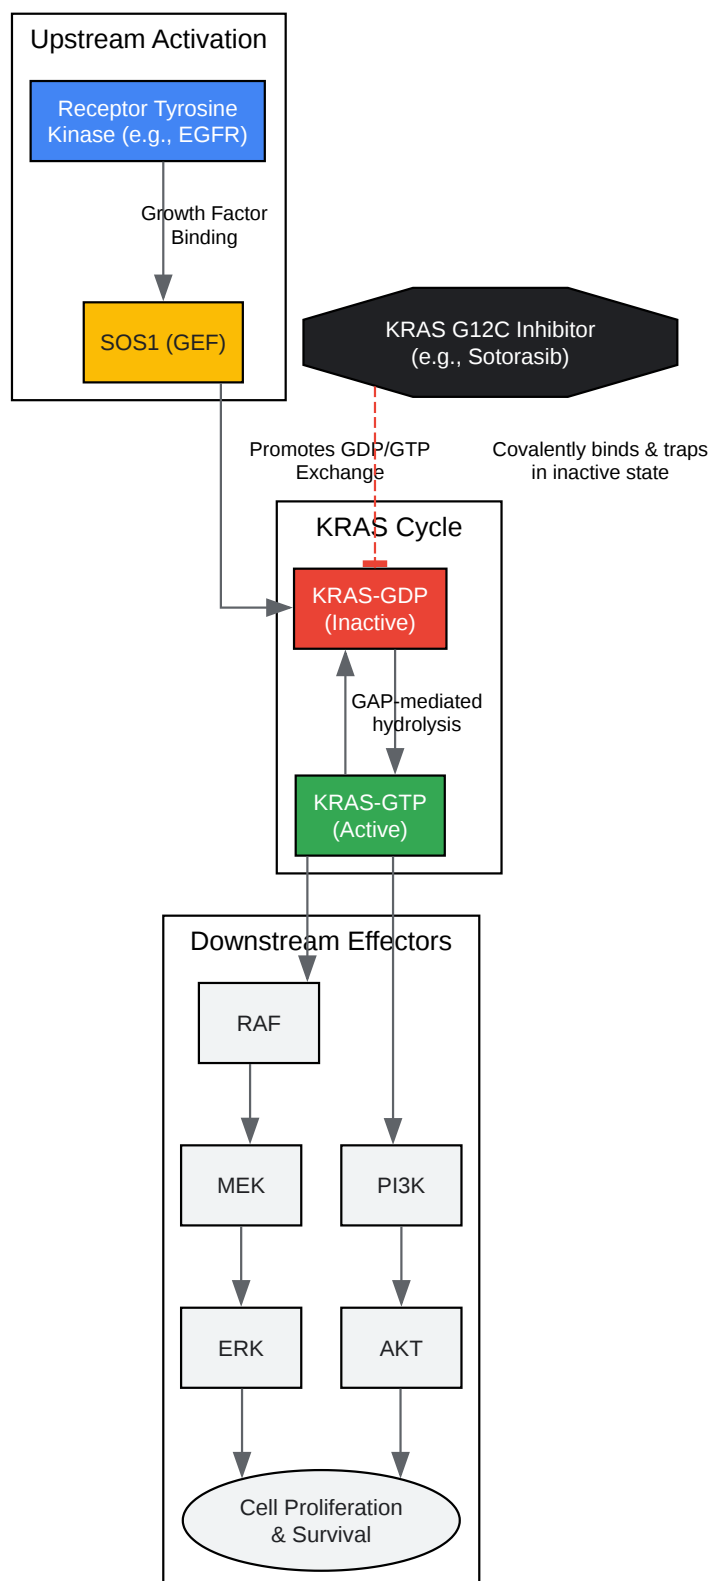 Upstream Activation
Receptor Tyrosine
Kinase (e.g., EGFR)
Growth Factor
Binding
SOS1 (GEF)
KRAS G12C Inhibitor
(e.g., Sotorasib)
Promotes GDP/GTP
Exchange
Covalently binds & traps
in inactive state
KRAS Cycle
KRAS-GDP
(Inactive)
GAP-mediated
hydrolysis
KRAS-GTP
(Active)
Downstream Effectors
RAF
MEK
PI3K
ERK
AKT
Cell Proliferation
& Survival